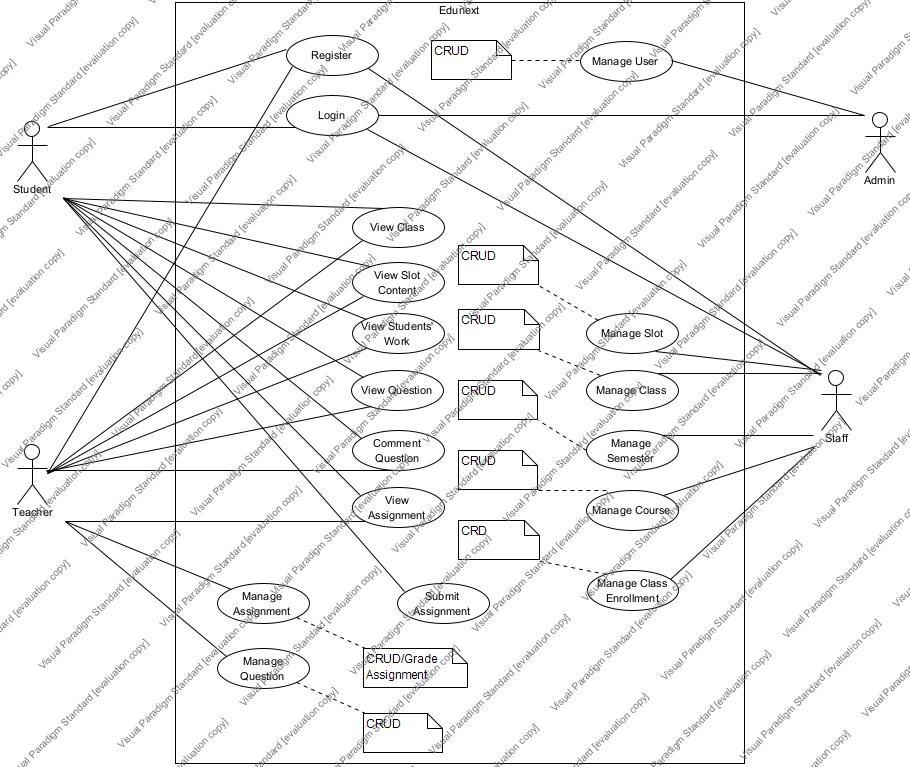 Edunext
Register
CRUD
Manage User
Login
Student
Admin
View Class
CRUD
View Slot
Content
CRUD
View Students'
Work
Manage Slot
View Question
CRUD
Manage Class
Staff
Comment
Question
CRUD
Manage
Semester
Teacher
View
Assignment
Manage Course
CRD
Manage
Assignment
Submit
Assignment
Manage Class
Enrollment
Manage
Question
CRUD/Grade
Assignment
CRUD
Visual Paradigm Standard [evaluation copy]